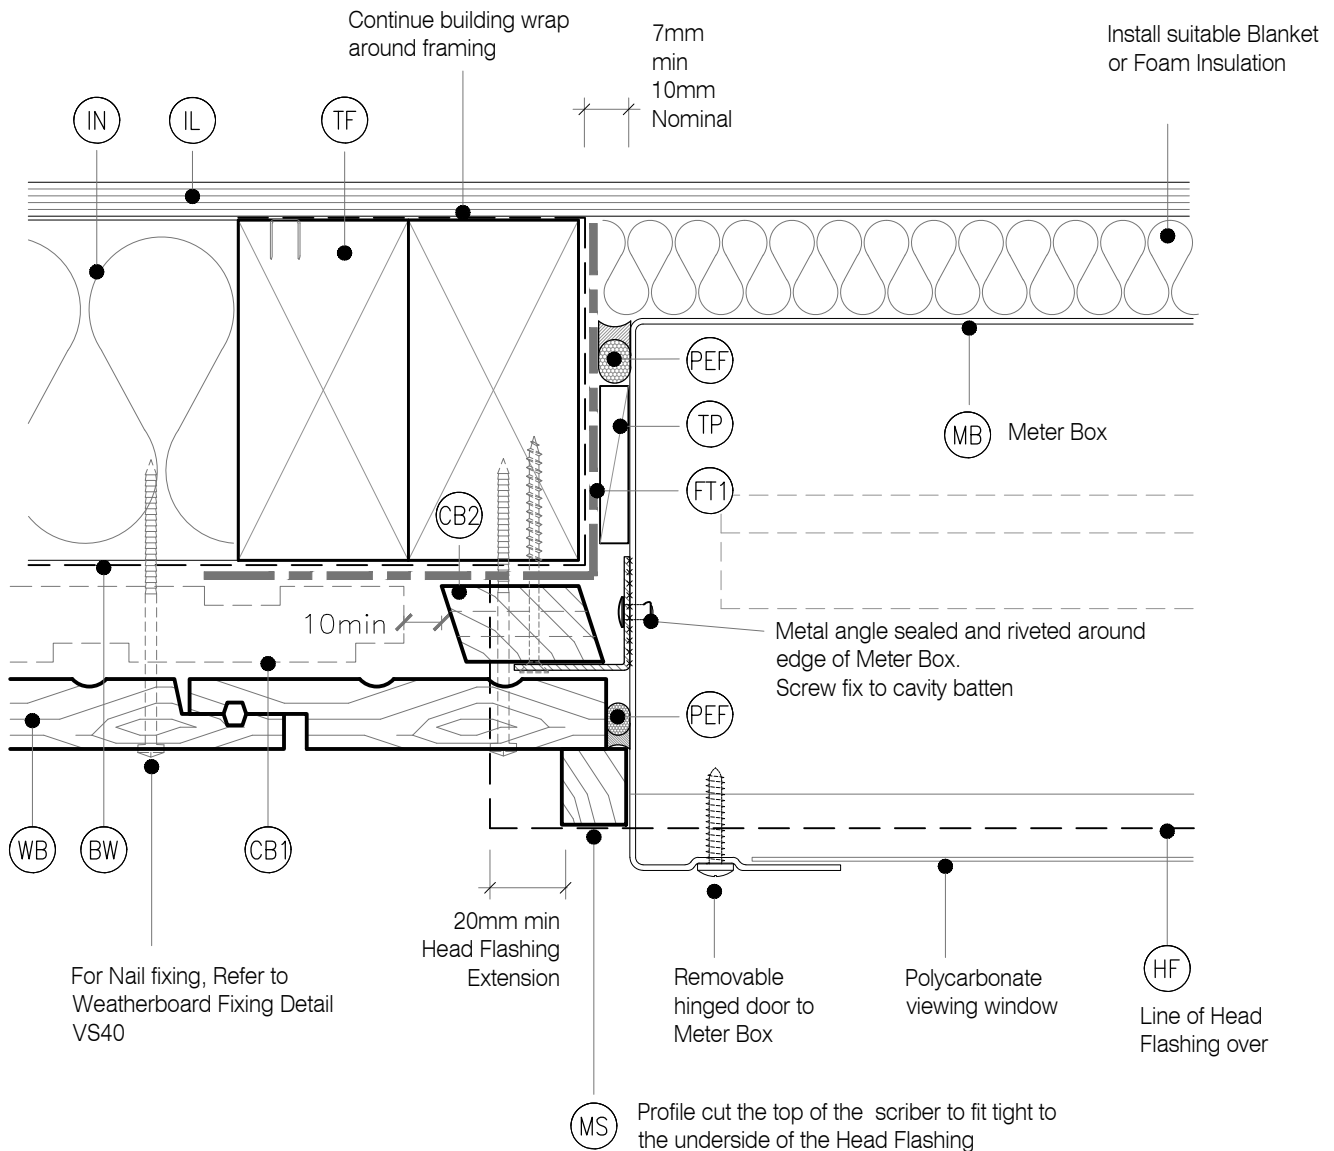 Continue building wrap
around framing
7mm
min
10mm
Nominal
Install suitable Blanket
or Foam Insulation
IN
IL
TF
PEF
TP
MB
Meter Box
FT1
CB2
10min
Metal angle sealed and riveted around
edge of Meter Box.
Screw fix to cavity batten
PEF
WB
BW
CB1
20mm min
Head Flashing
Extension
For Nail fixing, Refer to
Weatherboard Fixing Detail
VS40
Removable
hinged door to
Meter Box
Polycarbonate
viewing window
HF
Line of Head
Flashing over
MS
Profile cut the top of the scriber to fit tight to
the underside of the Head Flashing